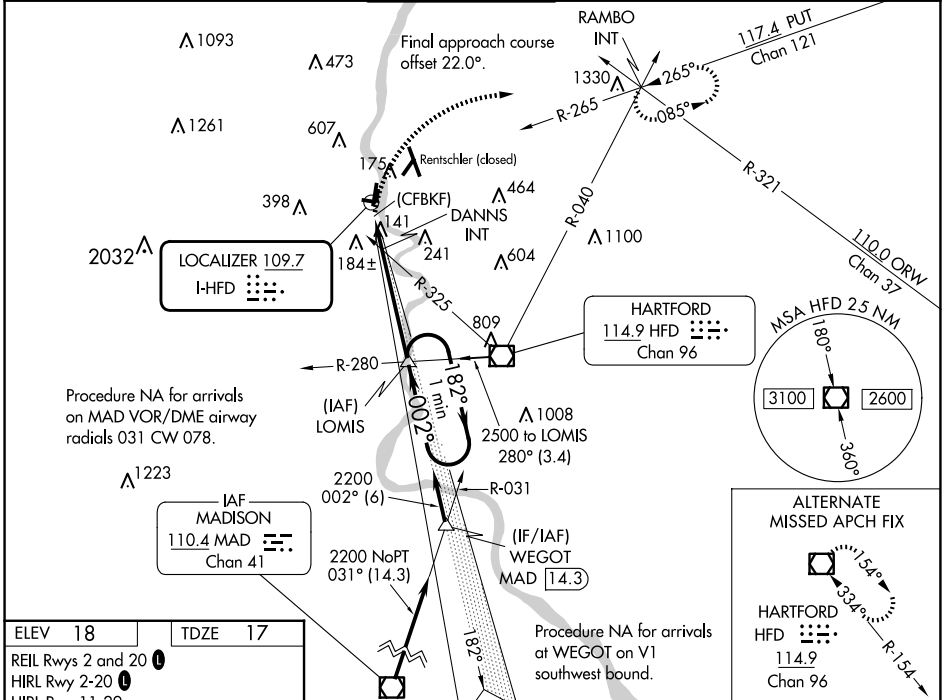 RAMBO
INT
117.4 PUT
Chan 121
1093
473
Final approach course
offset 22.0°.
1330
265°
085°
R-265
1261
607
175
Rentschler (closed)
R-321
398
(CFBKF)
464
R-040
DANNS
INT
141
2032
184±
241
604
1100
110.0 ORW
Chan 37
LOCALIZER 109.7
I-HFD
R-325
809
HARTFORD
114.9 HFD
Chan 96
MSA HFD 25 NM
180°
3100
2600
360°
R-280
182°
1 min
002°
(IAF)
LOMIS
Procedure NA for arrivals
on MAD VOR/DME airway
radials 031 CW 078.
1008
2500 to LOMIS
280° (3.4)
1223
2200
002° (6)
R-031
IAF
MADISON
110.4 MAD
Chan 41
(IF/IAF)
WEGOT
MAD 14.3
2200 NoPT
031° (14.3)
ALTERNATE
MISSED APCH FIX
154°
334°
HARTFORD
HFD
114.9
Chan 96
R-154
182°
Procedure NA for arrivals
at WEGOT on V1
southwest bound.
ELEV 18
TDZE 17
REIL Rwys 2 and 20 L
HIRL Rwy 2-20 L